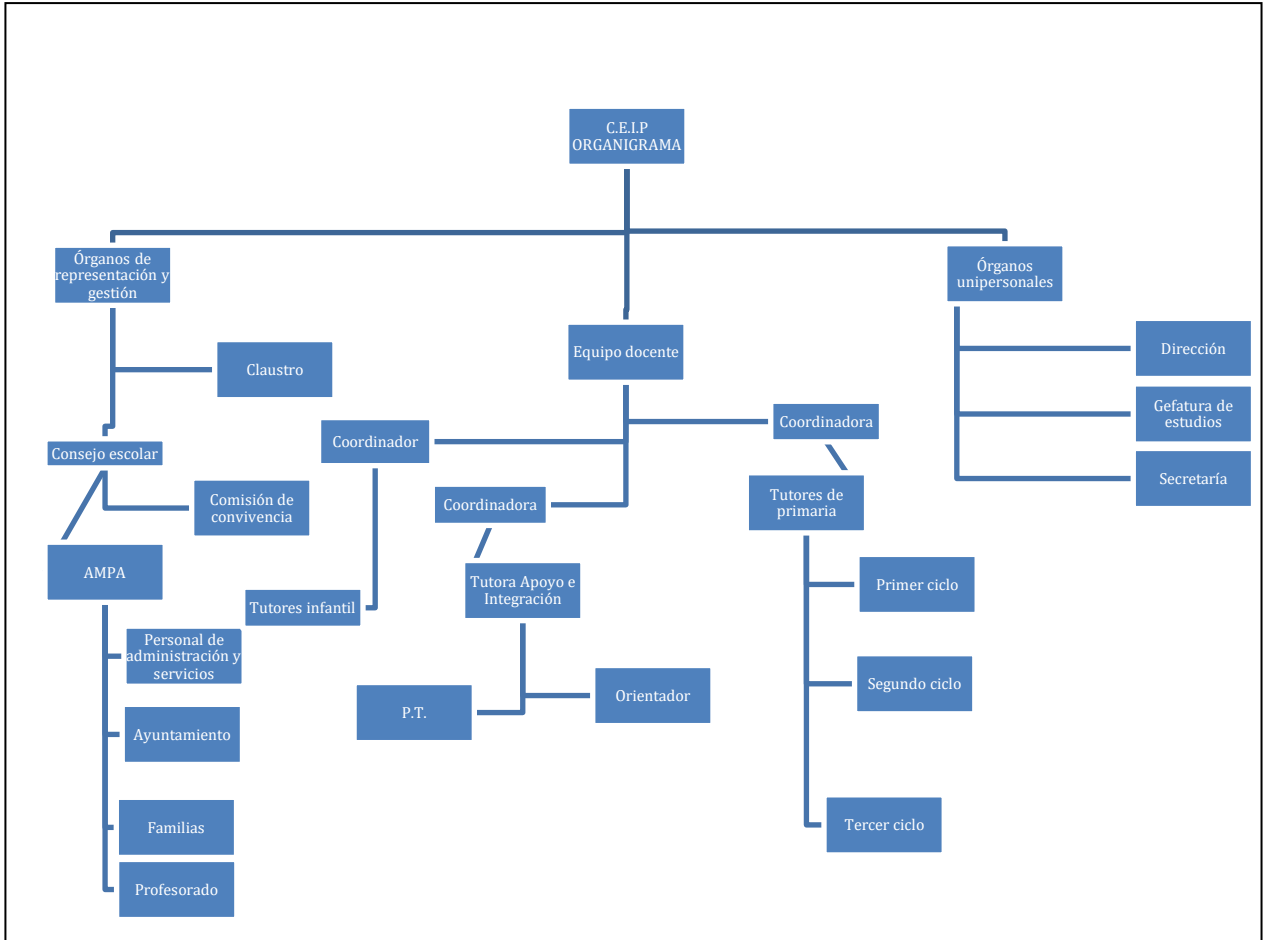 C.E.I.P
ORGANIGRAMA
Órganos de
representación y
gestión
Órganos
unipersonales
Equipo docente
Dirección
Claustro
Gefatura de
estudios
Coordinadora
Coordinador
Consejo escolar
Secretaría
Comisión de
convivencia
Coordinadora
Tutores de
primaria
AMPA
Tutora Apoyo e
Integración
Primer ciclo
Tutores infantil
Personal de
administración y
servicios
Segundo ciclo
Orientador
P.T.
Ayuntamiento
Familias
Tercer ciclo
Profesorado